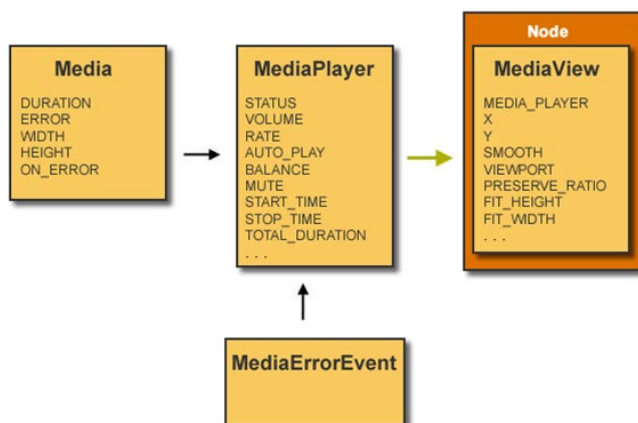 Media
DURATION
ERROR
WIDTH
HEIGHT
ON_ERROR
MediaPlayer
STATUS
VOLUME
RATE
AUTO_PLAY
BALANCE
MUTE
START_TIME
STOP_TIME
TOTAL_DURATION
. . .
Node
MediaView
MEDIA_PLAYER
X
Y
SMOOTH
VIEWPORT
PRESERVE_RATIO
FIT_HEIGHT
FIT_WIDTH
. . .
MediaErrorEvent